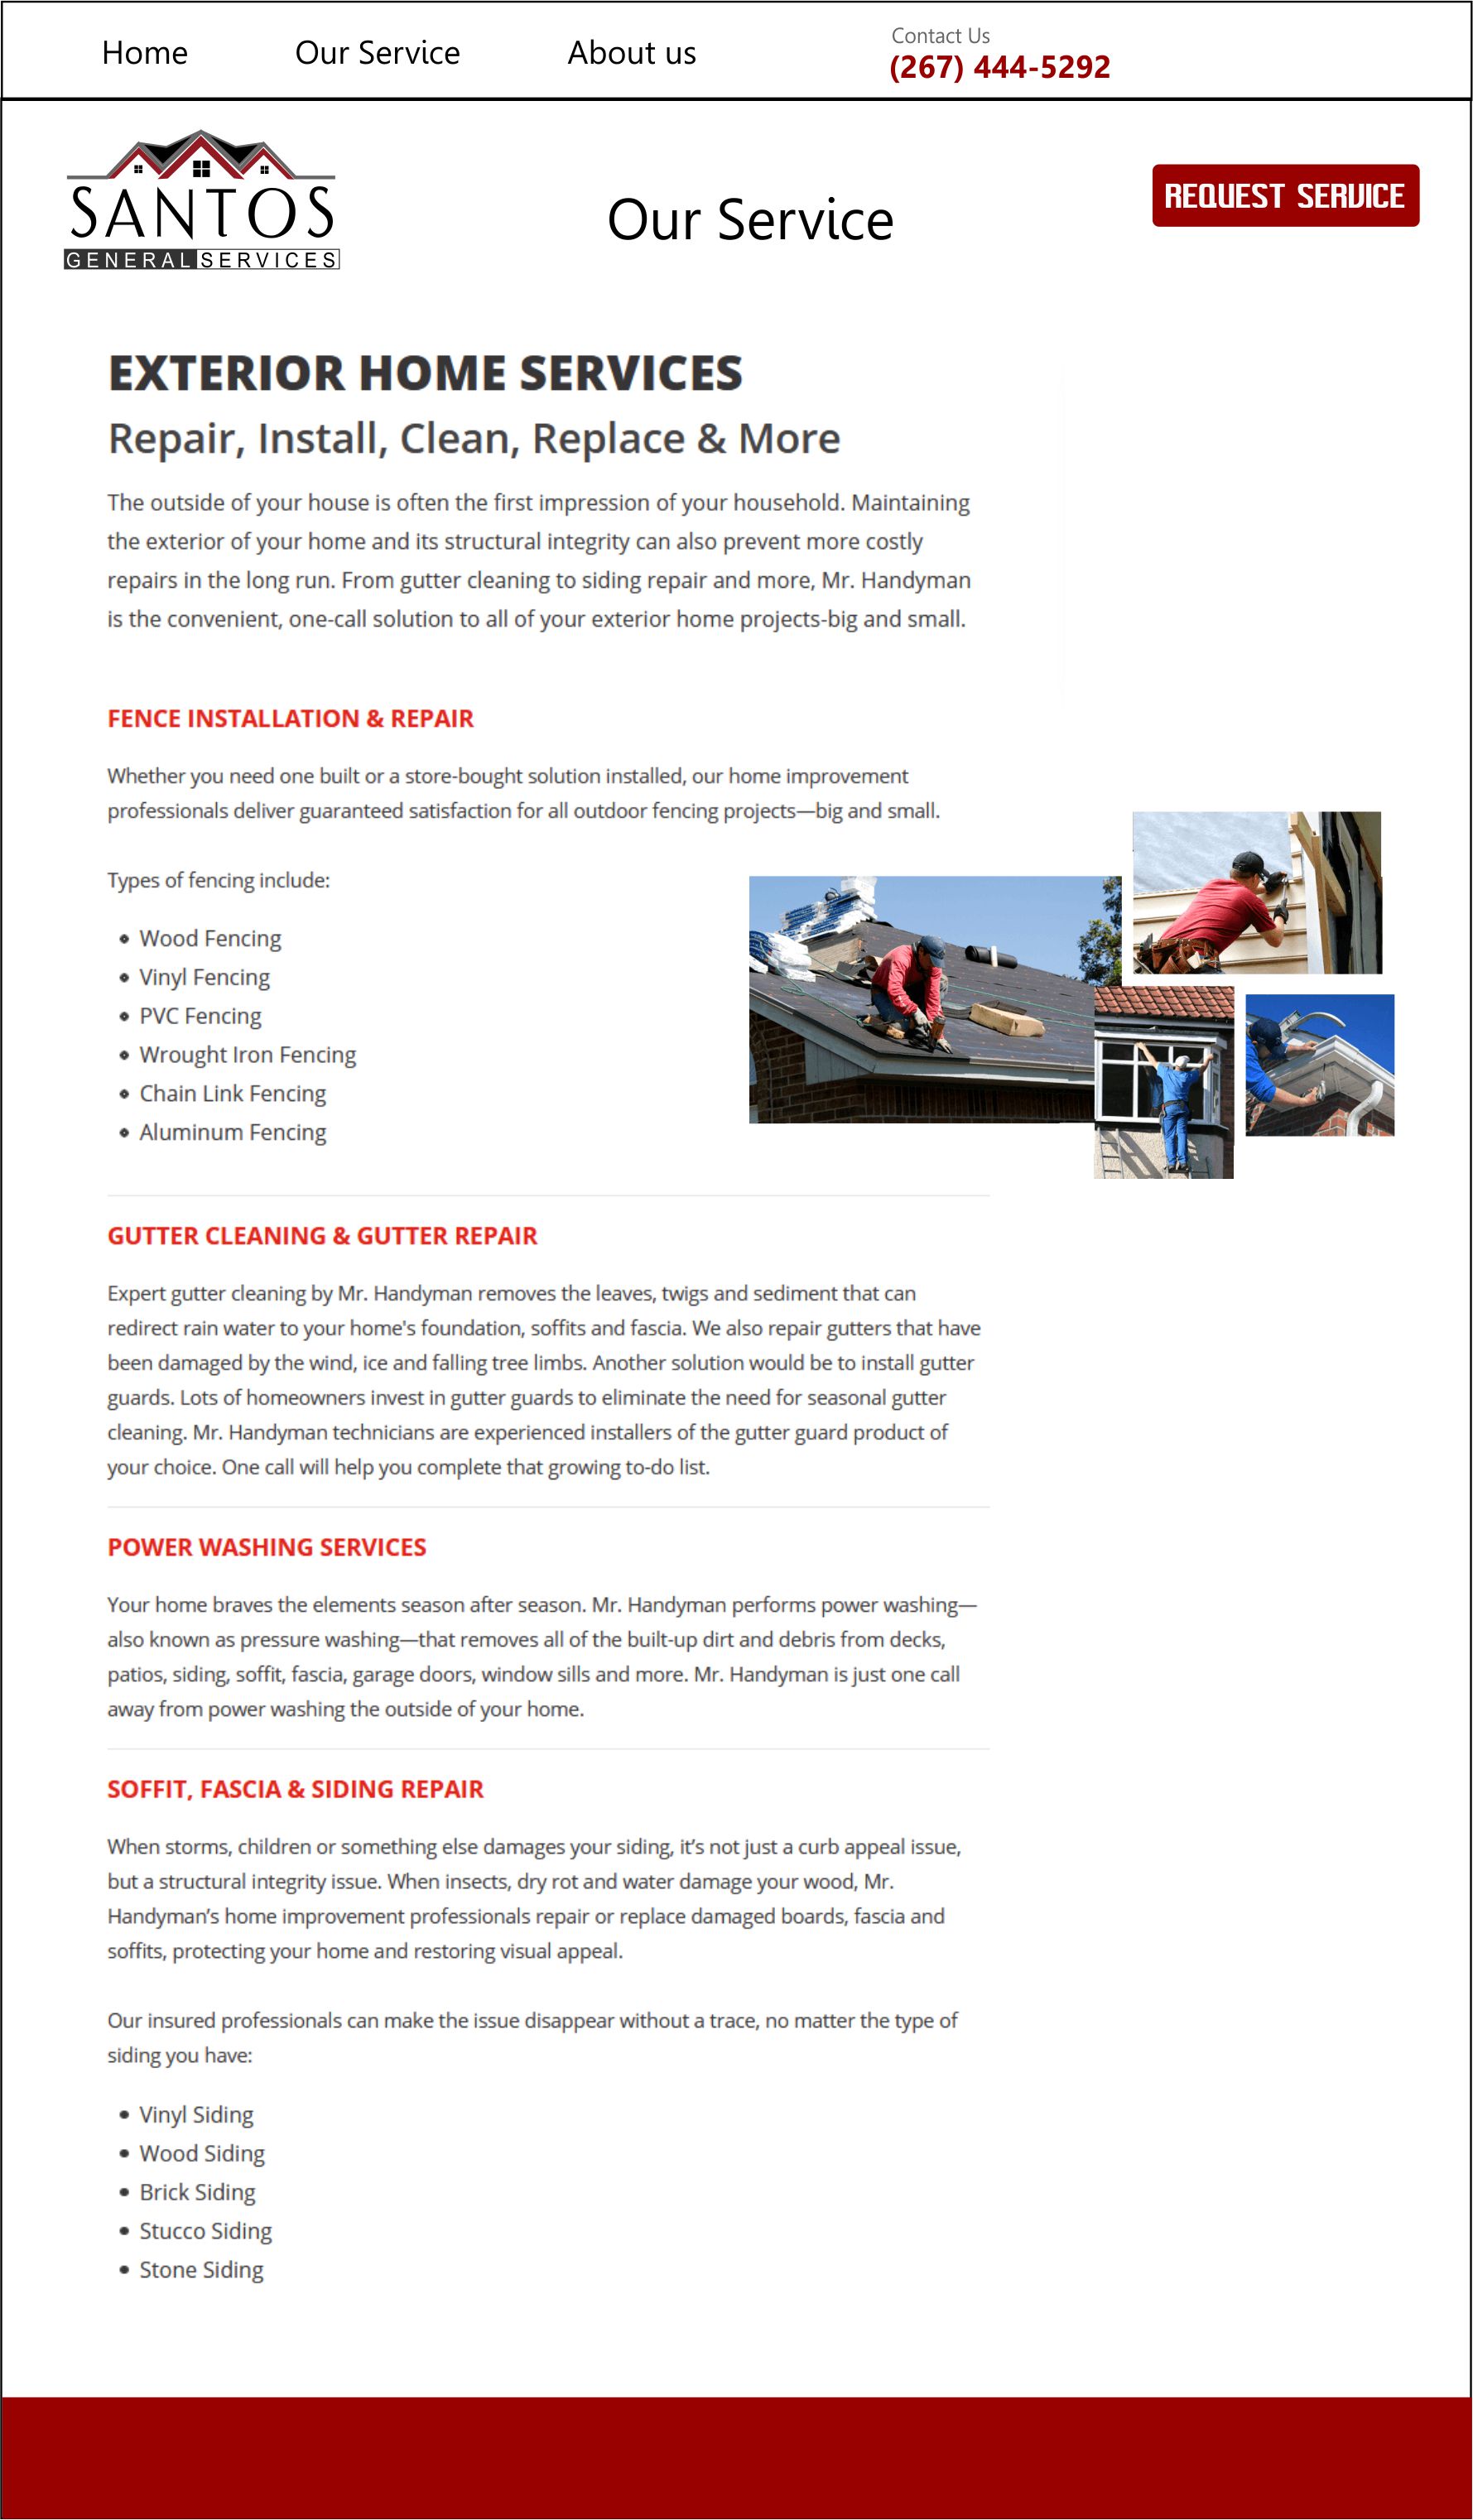 Home Our Service About us Contact Us
(267) 444-5292
SANTOS
GENERAL SERVICES
Our Service
REQUEST SERVICE
EXTERIOR HOME SERVICES
Repair, Install, Clean, Replace & More
The outside of your house is often the first impression of your household. Maintaining
the exterior of your home and its structural integrity can also prevent more costly
repairs in the long run. From gutter cleaning to siding repair and more, Mr. Handyman
is the convenient, one-call solution to all of your exterior home projects-big and small.
FENCE INSTALLATION & REPAIR
Whether you need one built or a store-bought solution installed, our home improvement
professionals deliver guaranteed satisfaction for all outdoor fencing projects—big and small.
Types of fencing include:
• Wood Fencing
• Vinyl Fencing
• PVC Fencing
• Wrought Iron Fencing
• Chain Link Fencing
• Aluminum Fencing
GUTTER CLEANING & GUTTER REPAIR
Expert gutter cleaning by Mr. Handyman removes the leaves, twigs and sediment that can
redirect rain water to your home's foundation, soffits and fascia. We also repair gutters that have
been damaged by the wind, ice and falling tree limbs. Another solution would be to install gutter
guards. Lots of homeowners invest in gutter guards to eliminate the need for seasonal gutter
cleaning. Mr. Handyman technicians are experienced installers of the gutter guard product of
your choice. One call will help you complete that growing to-do list.
POWER WASHING SERVICES
Your home braves the elements season after season. Mr. Handyman performs power washing—
also known as pressure washing—that removes all of the built-up dirt and debris from decks,
patios, siding, soffit, fascia, garage doors, window sills and more. Mr. Handyman is just one call
away from power washing the outside of your home.
SOFFIT, FASCIA & SIDING REPAIR
When storms, children or something else damages your siding, it’s not just a curb appeal issue,
but a structural integrity issue. When insects, dry rot and water damage your wood, Mr.
Handyman’s home improvement professionals repair or replace damaged boards, fascia and
soffits, protecting your home and restoring visual appeal.
Our insured professionals can make the issue disappear without a trace, no matter the type of
siding you have:
• Vinyl Siding
• Wood Siding
• Brick Siding
• Stucco Siding
• Stone Siding